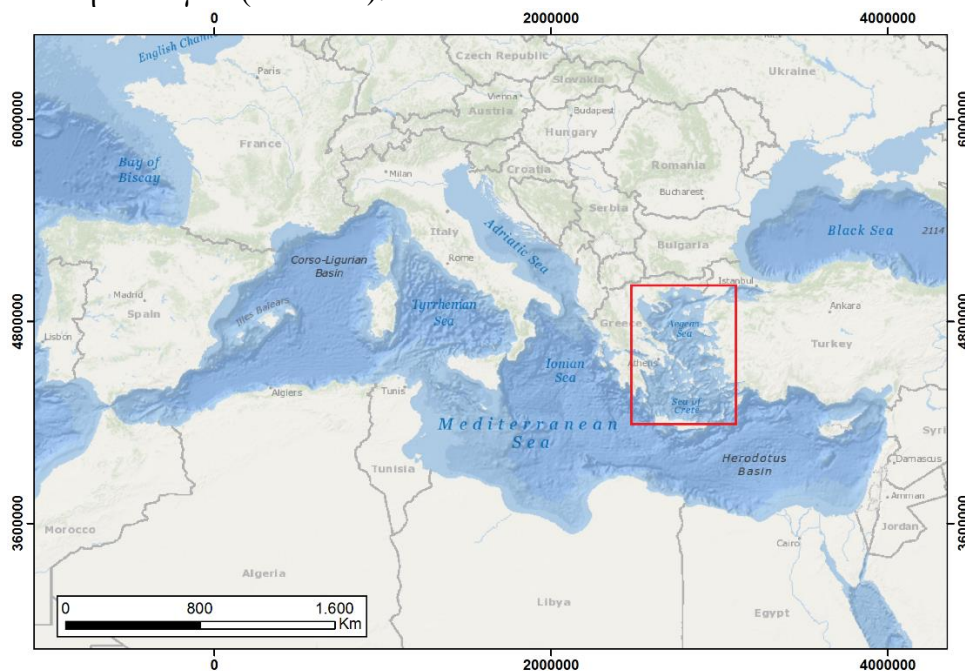 0 2000000 4000000
English Channe
Paris
Czech Republic
Ukraine
Slovakia
Vienna
Austria
Budapest
Hungary
6000000
6000000
France
Bay of
Biscay
Milan
Croatia
Romania
Bucharest
Serbia
Italy
Adriatic Sea
Bulgaria
Black Sea
2114
Corso-Ligurian
Basin
Rome
Istanbul
Madrid
Spain
Illes Balears
Tyrrhenian
Sea
Ankara
Greece
Aegean
Sea
Turkey
4800000
4800000
Lisbon
Ionian
Sea
Athens
Algiers
Tunis
Sea of
Crete
Mediterranean
Sea
Syri
Herodotus
Basin
Damascus
Tunisia
Amman
Jordan
3600000
3600000
Morocco
Cairo
Algeria
Libya
Egypt
0 800 1.600
Km
0 2000000 4000000